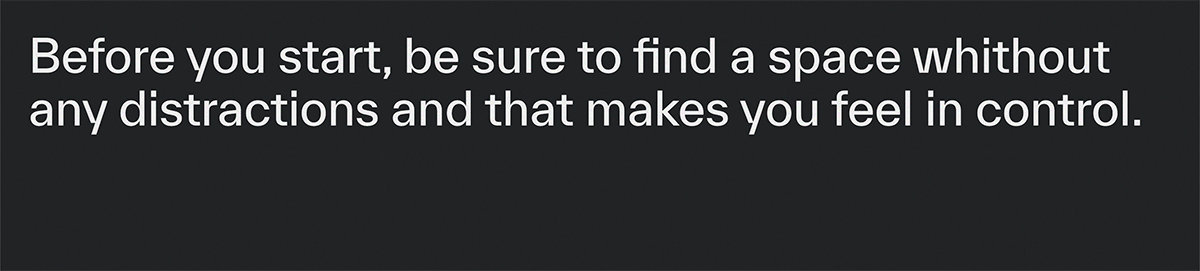 Before you start, be sure to find a space whithout
any distractions and that makes you feel in control.